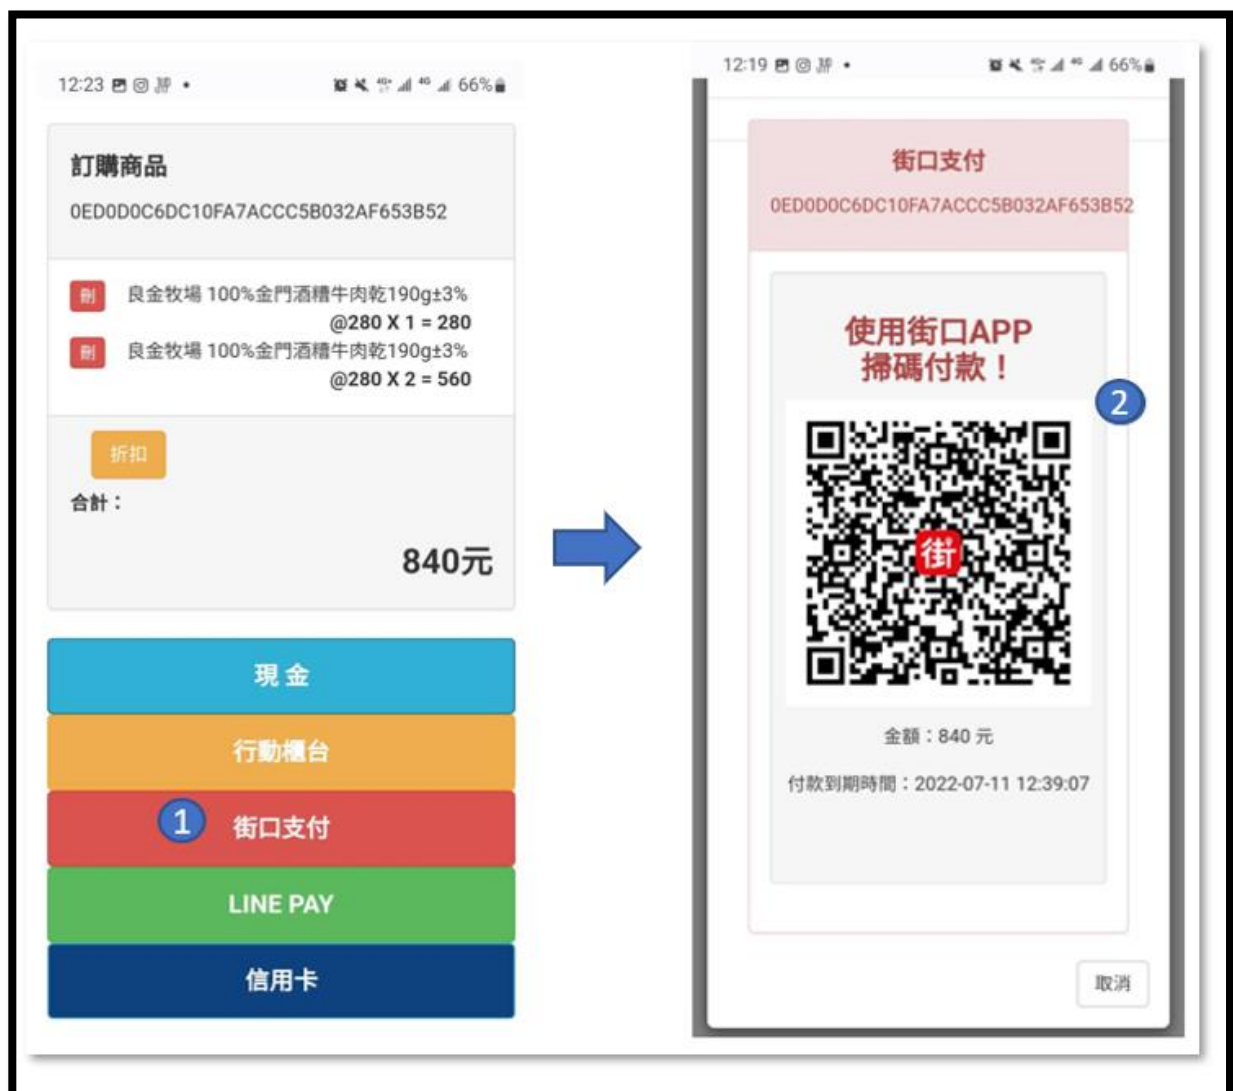 12:23
66%
訂購商品
0ED0D0C6DC10FA7ACCC5B032AF653B52
刪 良金牧場 100%金門酒糟牛肉乾190g±3%
@280 X 1 = 280
刪 良金牧場 100%金門酒糟牛肉乾190g±3%
@280 X 2 = 560
折扣
合計：
840元
現 金
行動櫃台
1 街口支付
LINE PAY
信用卡
12:19
66%
街口支付
0ED0D0C6DC10FA7ACCC5B032AF653B52
使用街口APP
掃碼付款！
2
街
金額：840 元
付款到期時間：2022-07-11 12:39:07
取消